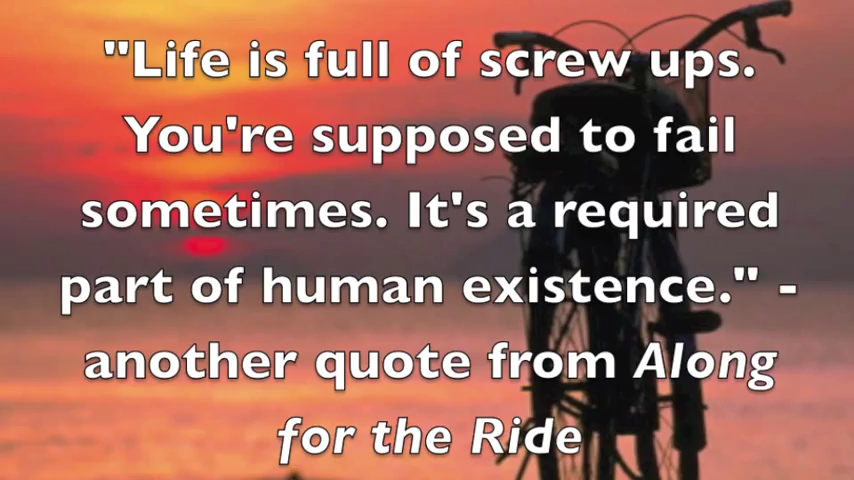 "Life is full of screw ups.
You're supposed to fail
sometimes. It's a required
part of human existence." -
another quote from Along
for the Ride